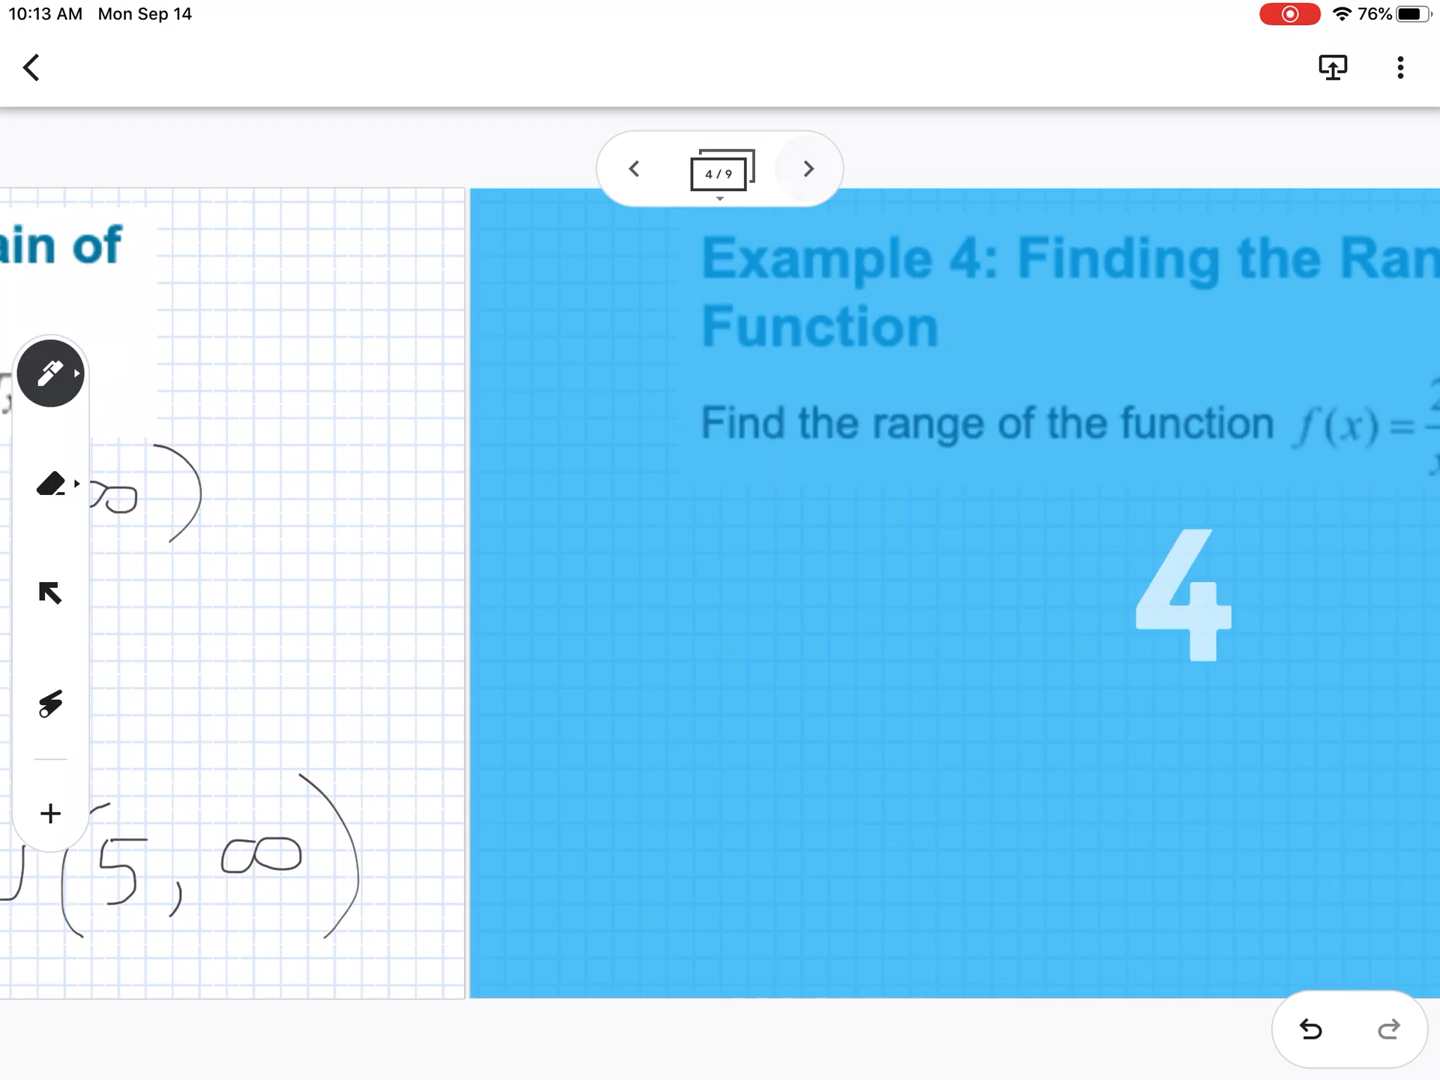 10:13 AM Mon Sep 14
76%
4 / 9
ain of
∞)
(5, ∞)
Example 4: Finding the Ran
Function
Find the range of the function f(x) =
4